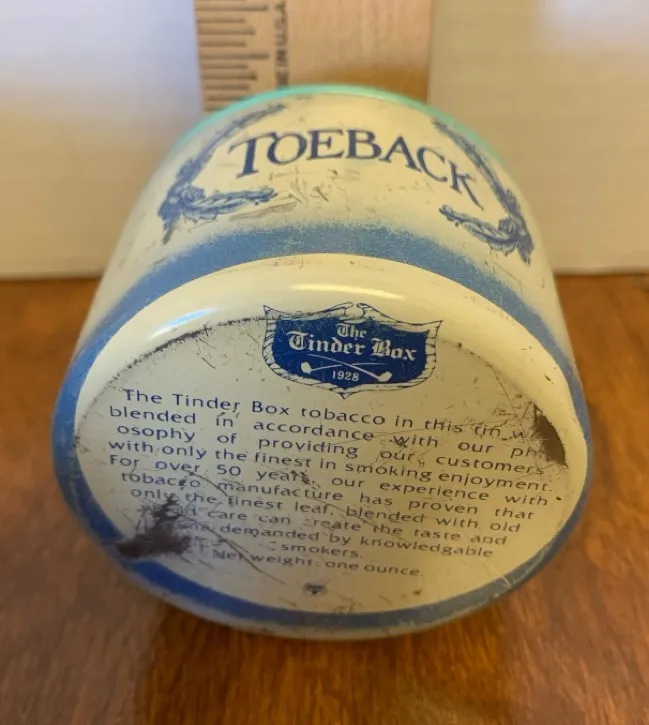 E IN U.S.A.
TOEBACK
The
Tinder Box
1928
The Tinder Box tobacco in this tin
blended in accordance with our ph
osophy of providing our customers
with only the finest in smoking enjoyment.
For over 50 years, our experience with
tobacco manufacture has proven that
only the finest leaf, blended with old
care can create the taste and
demanded by knowledgable
smokers.
Net weight: one ounce